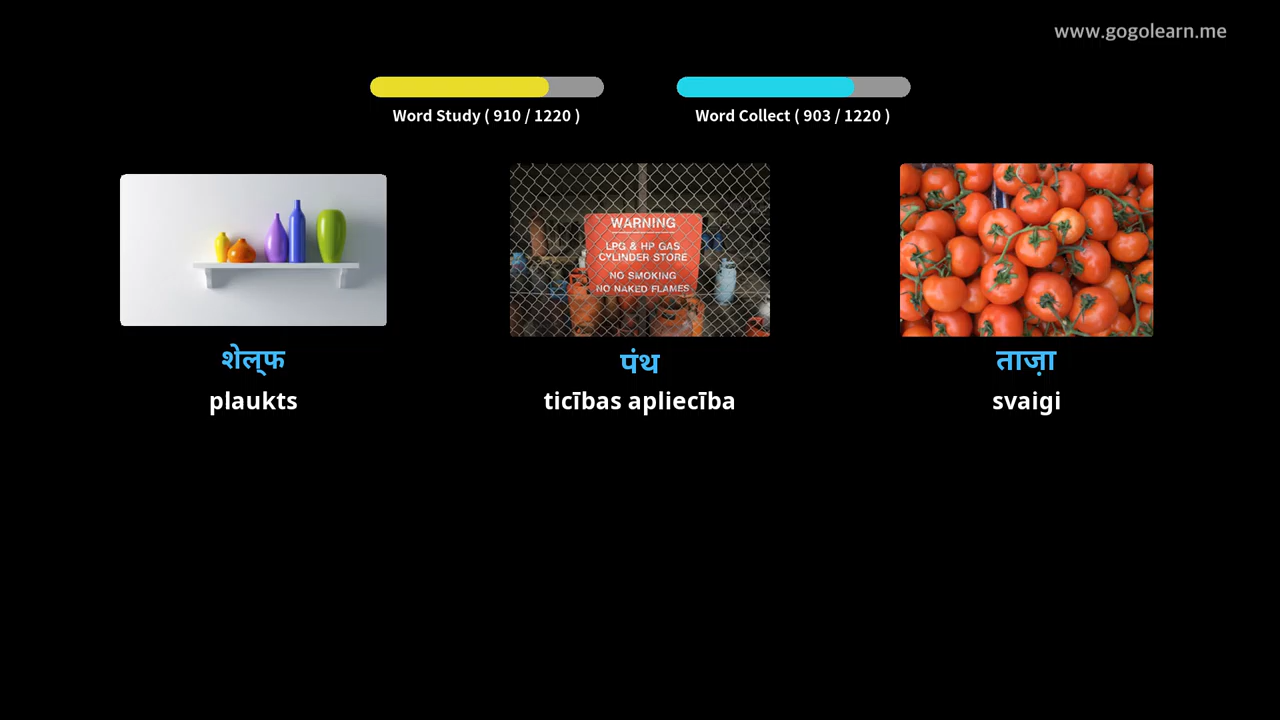 www.gogolearn.me
Word Study ( 910 / 1220 )
Word Collect ( 903 / 1220 )
WARNING
LPG & HP GAS
CYLINDER STORE
NO SMOKING
NO NAKED FLAMES
शेल्फ
पंथ
ताज़ा
plaukts
ticības apliecība
svaigi